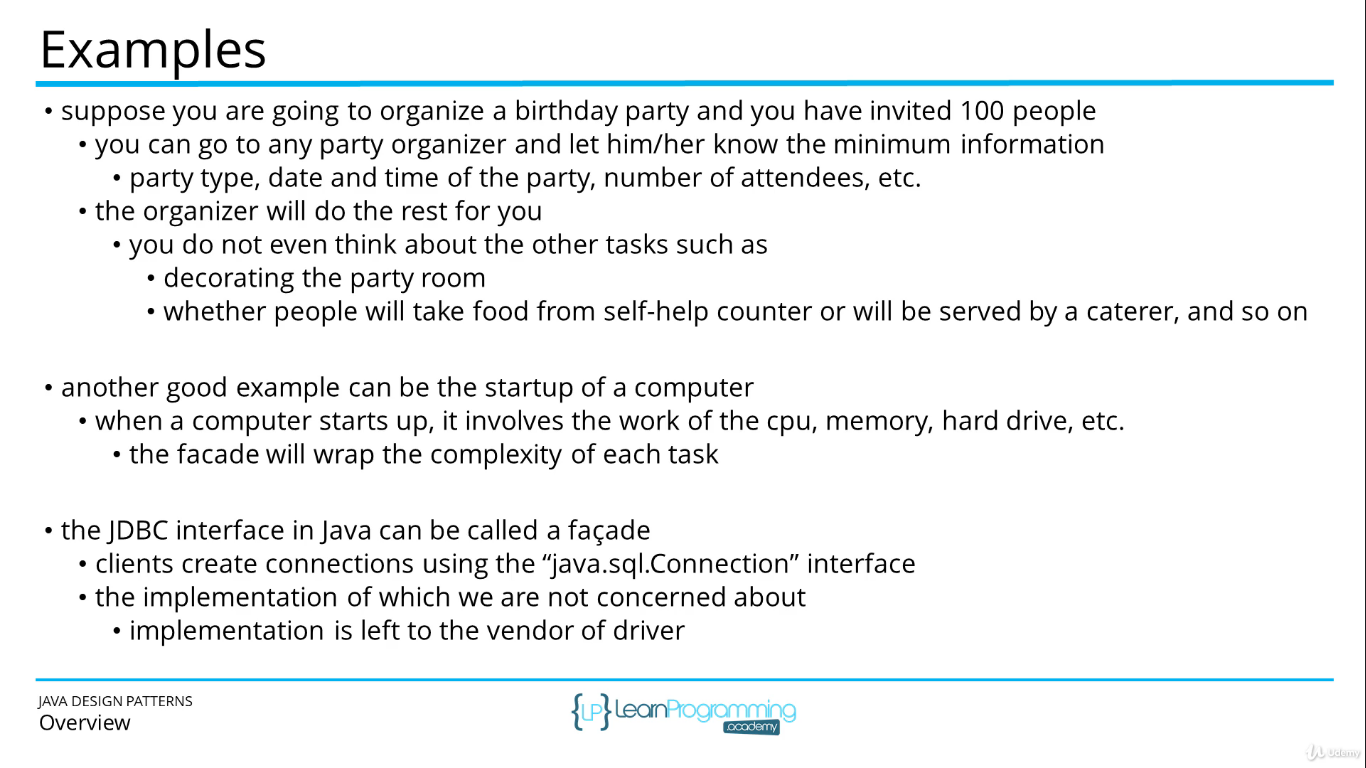 Examples
• suppose you are going to organize a birthday party and you have invited 100 people
• you can go to any party organizer and let him/her know the minimum information
• party type, date and time of the party, number of attendees, etc.
• the organizer will do the rest for you
• you do not even think about the other tasks such as
• decorating the party room
• whether people will take food from self-help counter or will be served by a caterer, and so on
• another good example can be the startup of a computer
• when a computer starts up, it involves the work of the cpu, memory, hard drive, etc.
• the facade will wrap the complexity of each task
• the JDBC interface in Java can be called a façade
• clients create connections using the “java.sql.Connection” interface
• the implementation of which we are not concerned about
• implementation is left to the vendor of driver
JAVA DESIGN PATTERNS
Overview
{LP} LearnProgramming
.academy
Udemy